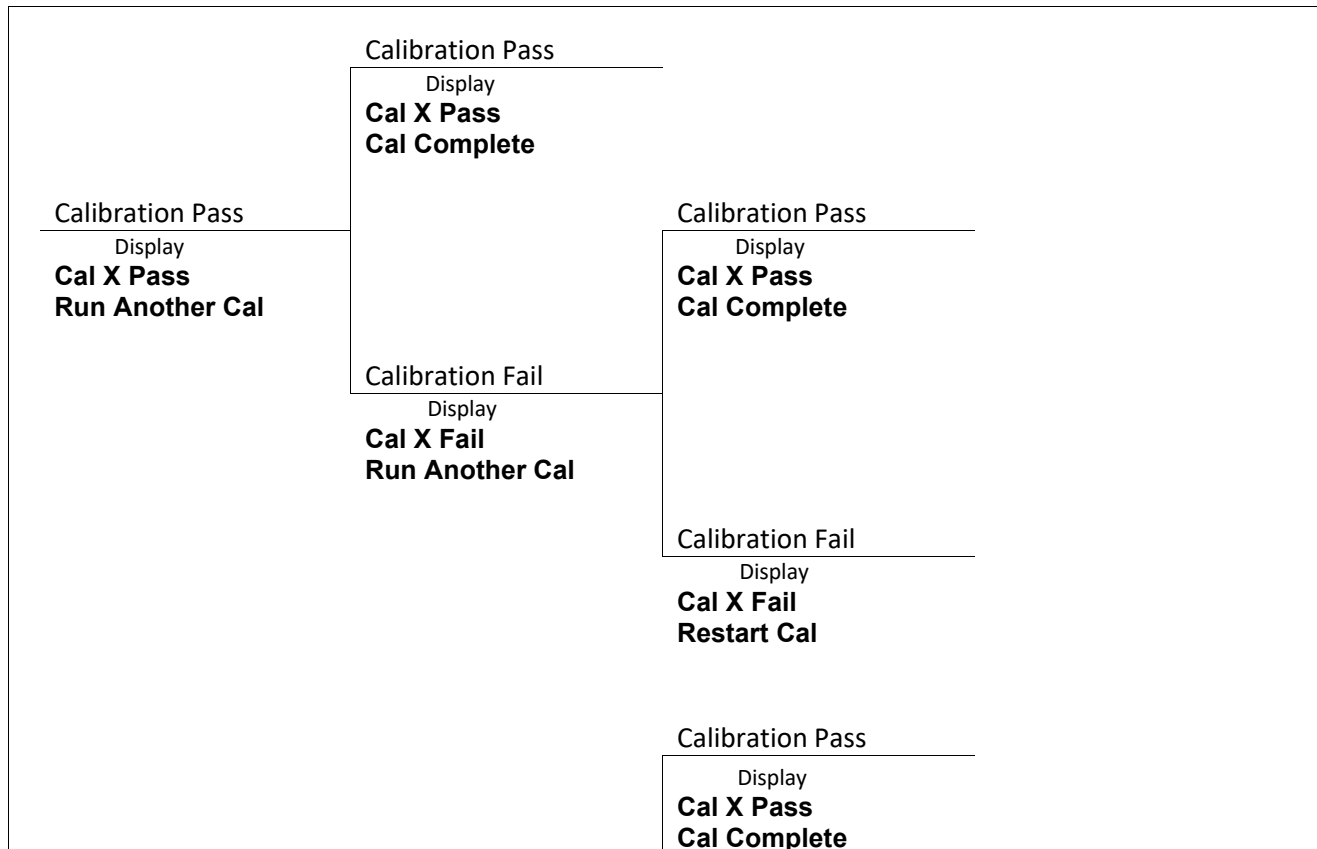 Calibration Pass
Display
Cal X Pass
Cal Complete
Calibration Pass
Display
Cal X Pass
Run Another Cal
Calibration Pass
Display
Cal X Pass
Cal Complete
Calibration Fail
Display
Cal X Fail
Run Another Cal
Calibration Fail
Display
Cal X Fail
Restart Cal
Calibration Pass
Display
Cal X Pass
Cal Complete